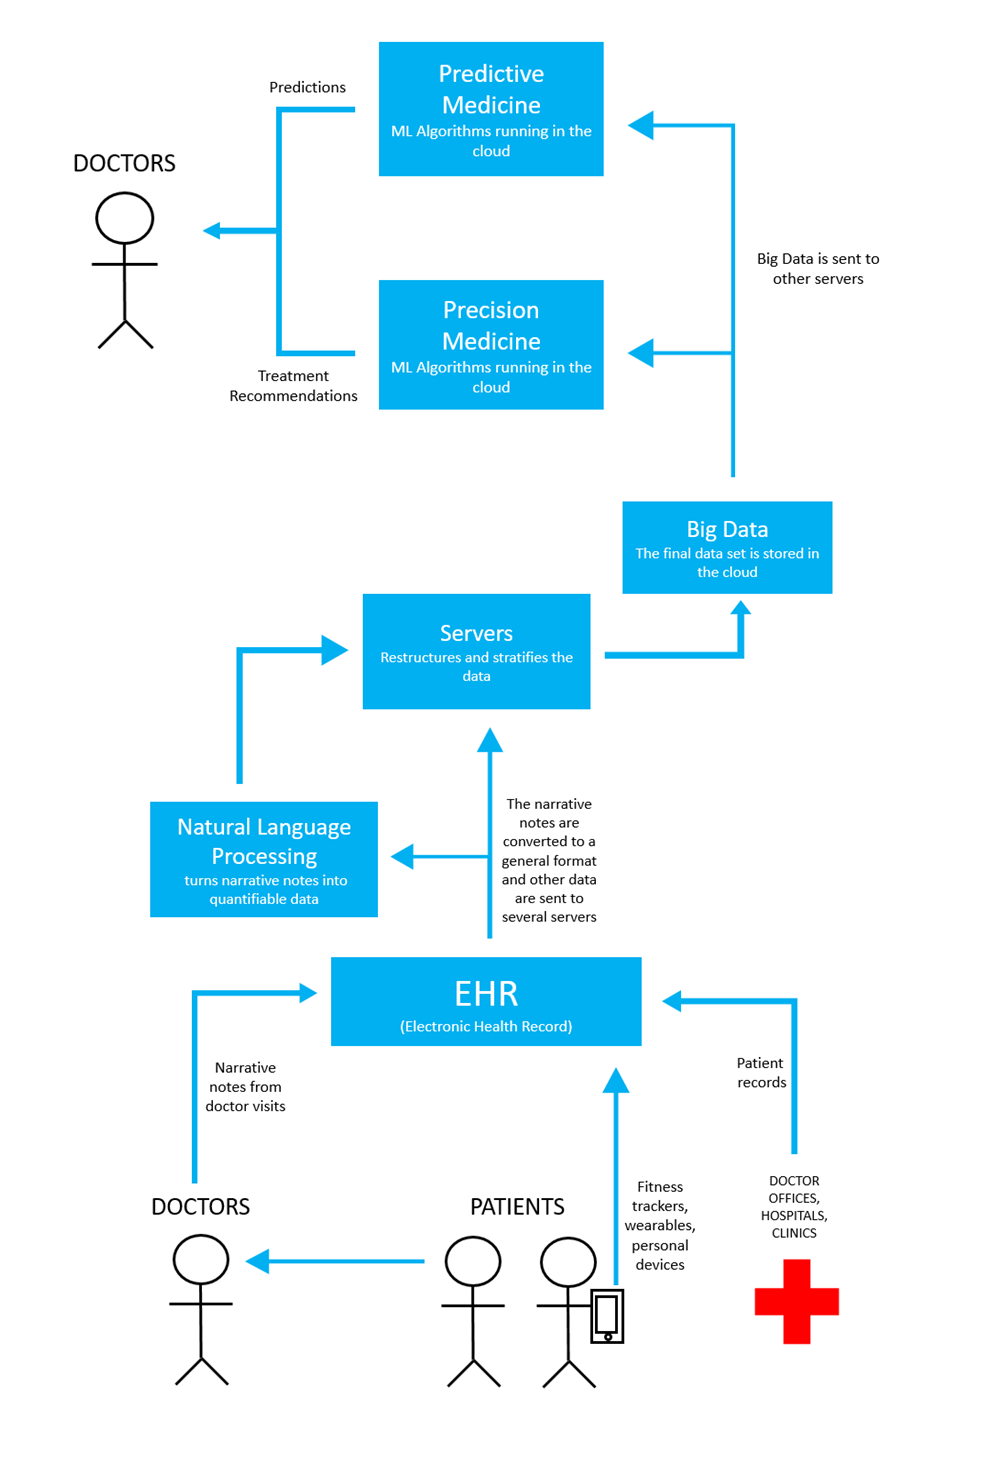 Predictive
Medicine
ML Algorithms running in the
cloud
Predictions
DOCTORS
Big Data is sent to
other servers
Precision
Medicine
ML Algorithms running in the
cloud
Treatment
Recommendations
Big Data
The final data set is stored in
the cloud
Servers
Restructures and stratifies the
data
The narrative
notes are
converted to a
general format
and other data
are sent to
several servers
Natural Language
Processing
turns narrative notes into
quantifiable data
EHR
(Electronic Health Record)
Narrative
notes from
doctor visits
Patient
records
DOCTORS
PATIENTS
Fitness
trackers,
wearables,
personal
devices
DOCTOR
OFFICES,
HOSPITALS,
CLINICS